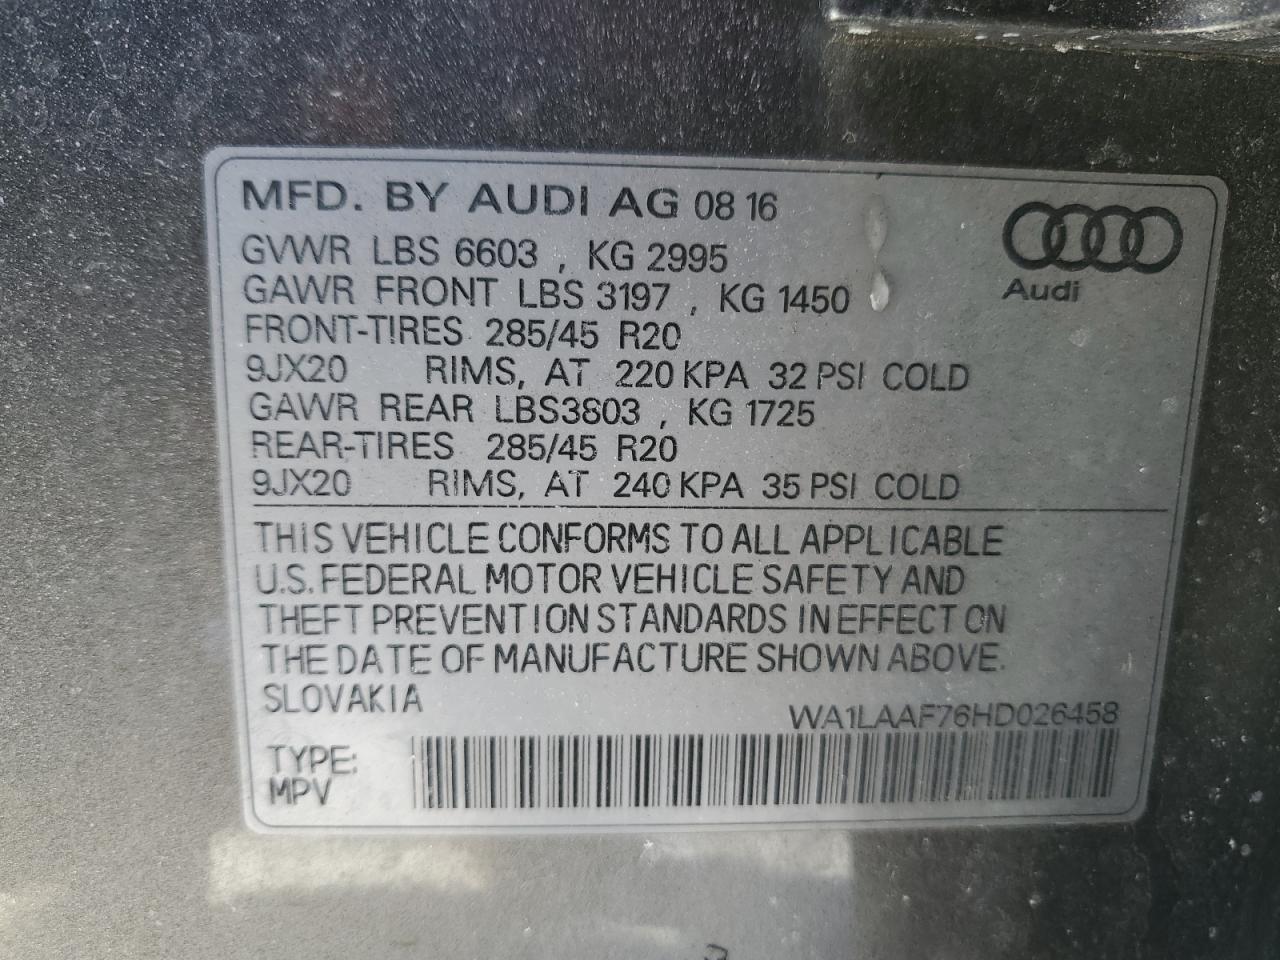 MFD. BY AUDI AG 08 16
GVWR LBS 6603 , KG 2995
GAWR FRONT LBS 3197 , KG 1450
Audi
FRONT-TIRES 285/45 R20
9JX20 RIMS, AT 220 KPA 32 PSI COLD
GAWR REAR LBS3803 , KG 1725
REAR-TIRES 285/45 R20
9JX20 RIMS, AT 240 KPA 35 PSI COLD
THIS VEHICLE CONFORMS TO ALL APPLICABLE
U.S. FEDERAL MOTOR VEHICLE SAFETY AND
THEFT PREVENTION STANDARDS IN EFFECT ON
THE DATE OF MANUFACTURE SHOWN ABOVE.
SLOVAKIA
WA1LAAF76HD026458
TYPE:
MPV